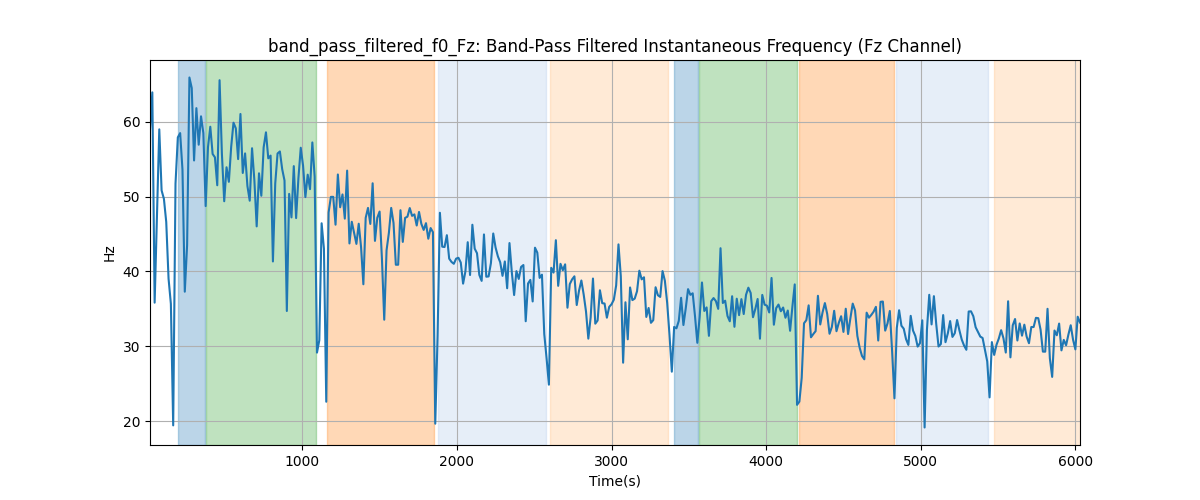 band_pass_filtered_f0_Fz: Band-Pass Filtered Instantaneous Frequency (Fz Channel)
60
50
40
30
20
Hz
1000 2000 3000 4000 5000 6000
Time(s)